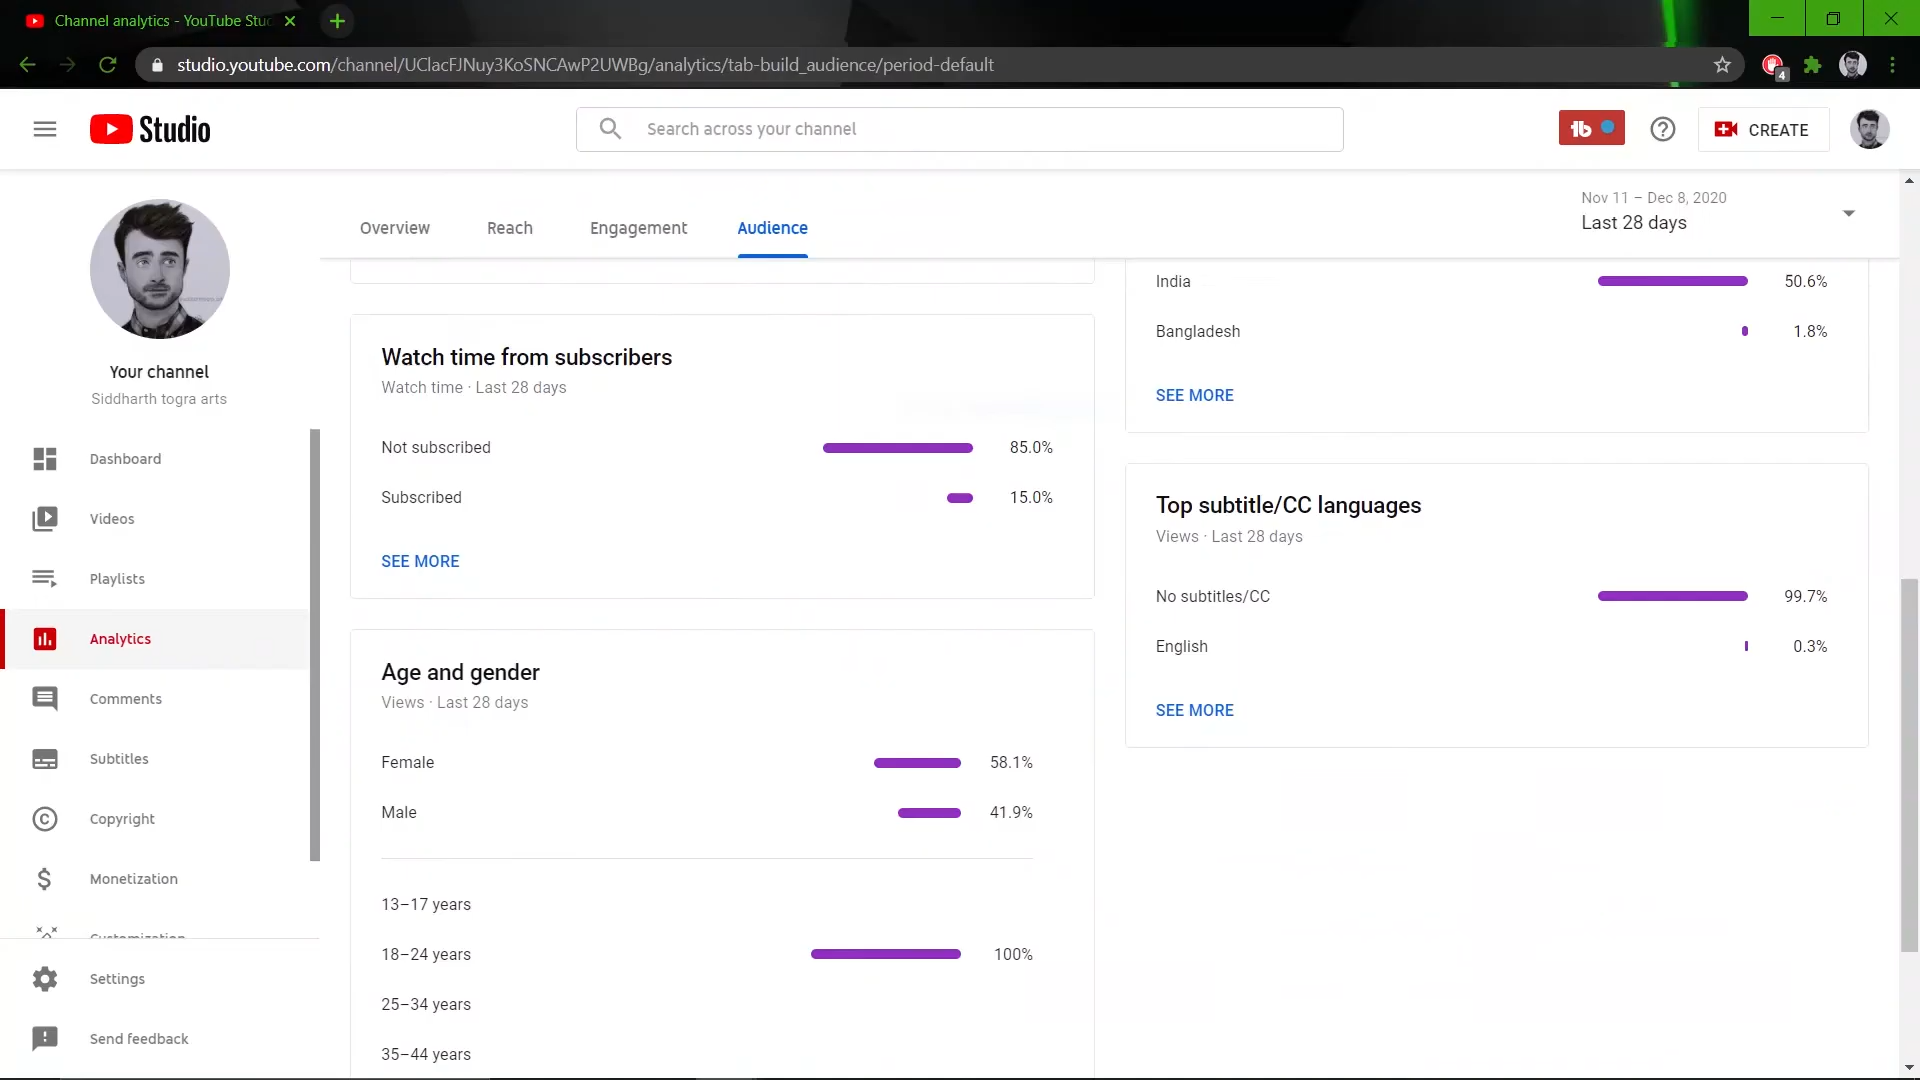 Channel analytics - YouTube Stu
studio.youtube.com/channel/UClacFJNuy3KoSNCAwP2UWBg/analytics/tab-build_audience/period-default
4
Studio
Search across your channel
tb
CREATE
Your channel
Siddharth togra arts
Dashboard
Videos
Playlists
Analytics
Comments
Subtitles
Copyright
Monetization
Customization
Settings
Send feedback
Overview
Reach
Engagement
Audience
Nov 11 – Dec 8, 2020
Last 28 days
Watch time from subscribers
Watch time · Last 28 days
Not subscribed 85.0%
Subscribed 15.0%
SEE MORE
Age and gender
Views · Last 28 days
Female 58.1%
Male 41.9%
13–17 years
18–24 years 100%
25–34 years
35–44 years
India 50.6%
Bangladesh 1.8%
SEE MORE
Top subtitle/CC languages
Views · Last 28 days
No subtitles/CC 99.7%
English 0.3%
SEE MORE